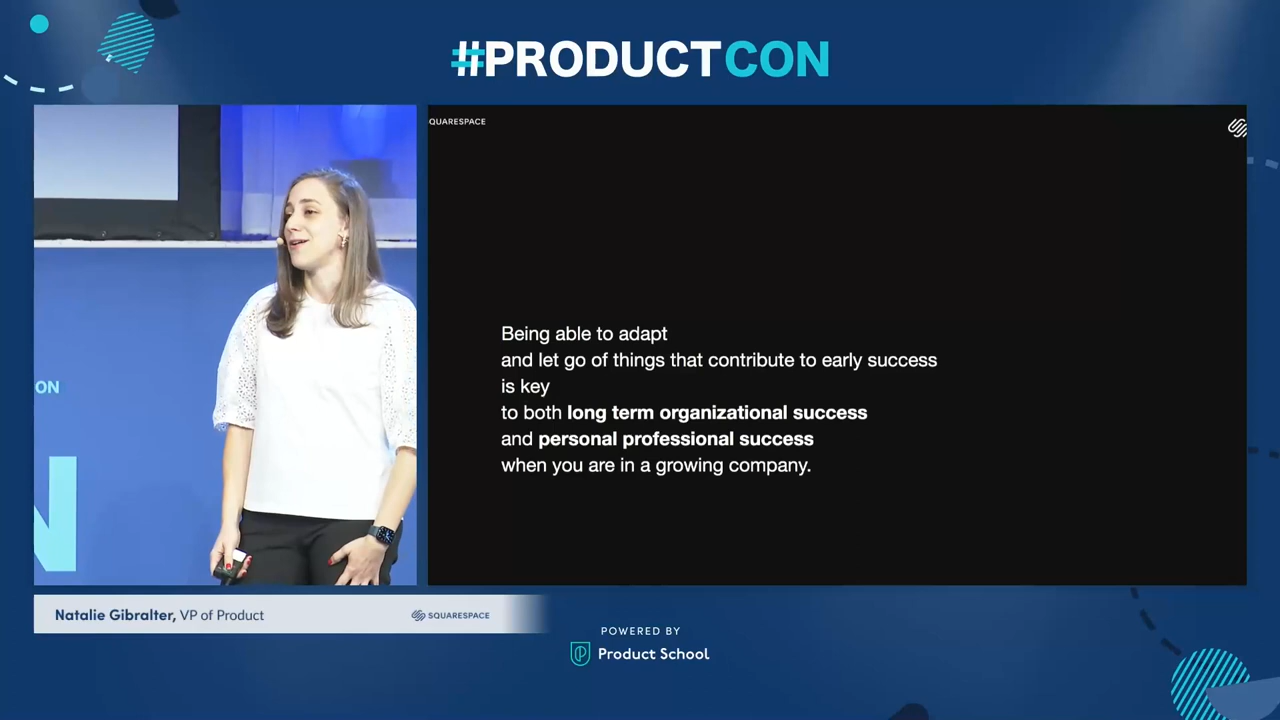 #PRODUCTCON
QUARESPACE
Being able to adapt
and let go of things that contribute to early success
is key
to both long term organizational success
and personal professional success
when you are in a growing company.
ON
N
Natalie Gibralter, VP of Product
SQUARESPACE
POWERED BY
Product School